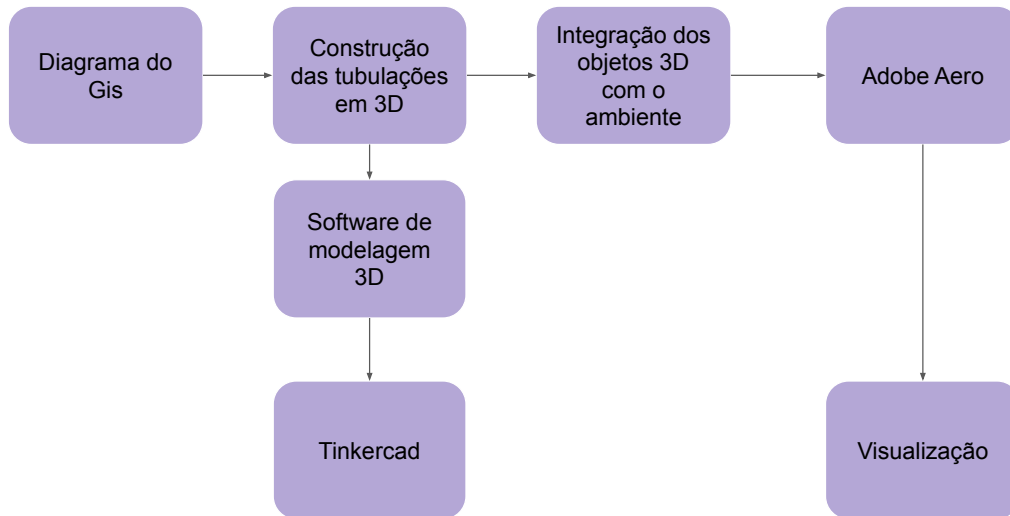 Diagrama do
Gis
Construção
das tubulações
em 3D
Integração dos
objetos 3D
com o
ambiente
Adobe Aero
Software de
modelagem
3D
Tinkercad
Visualização